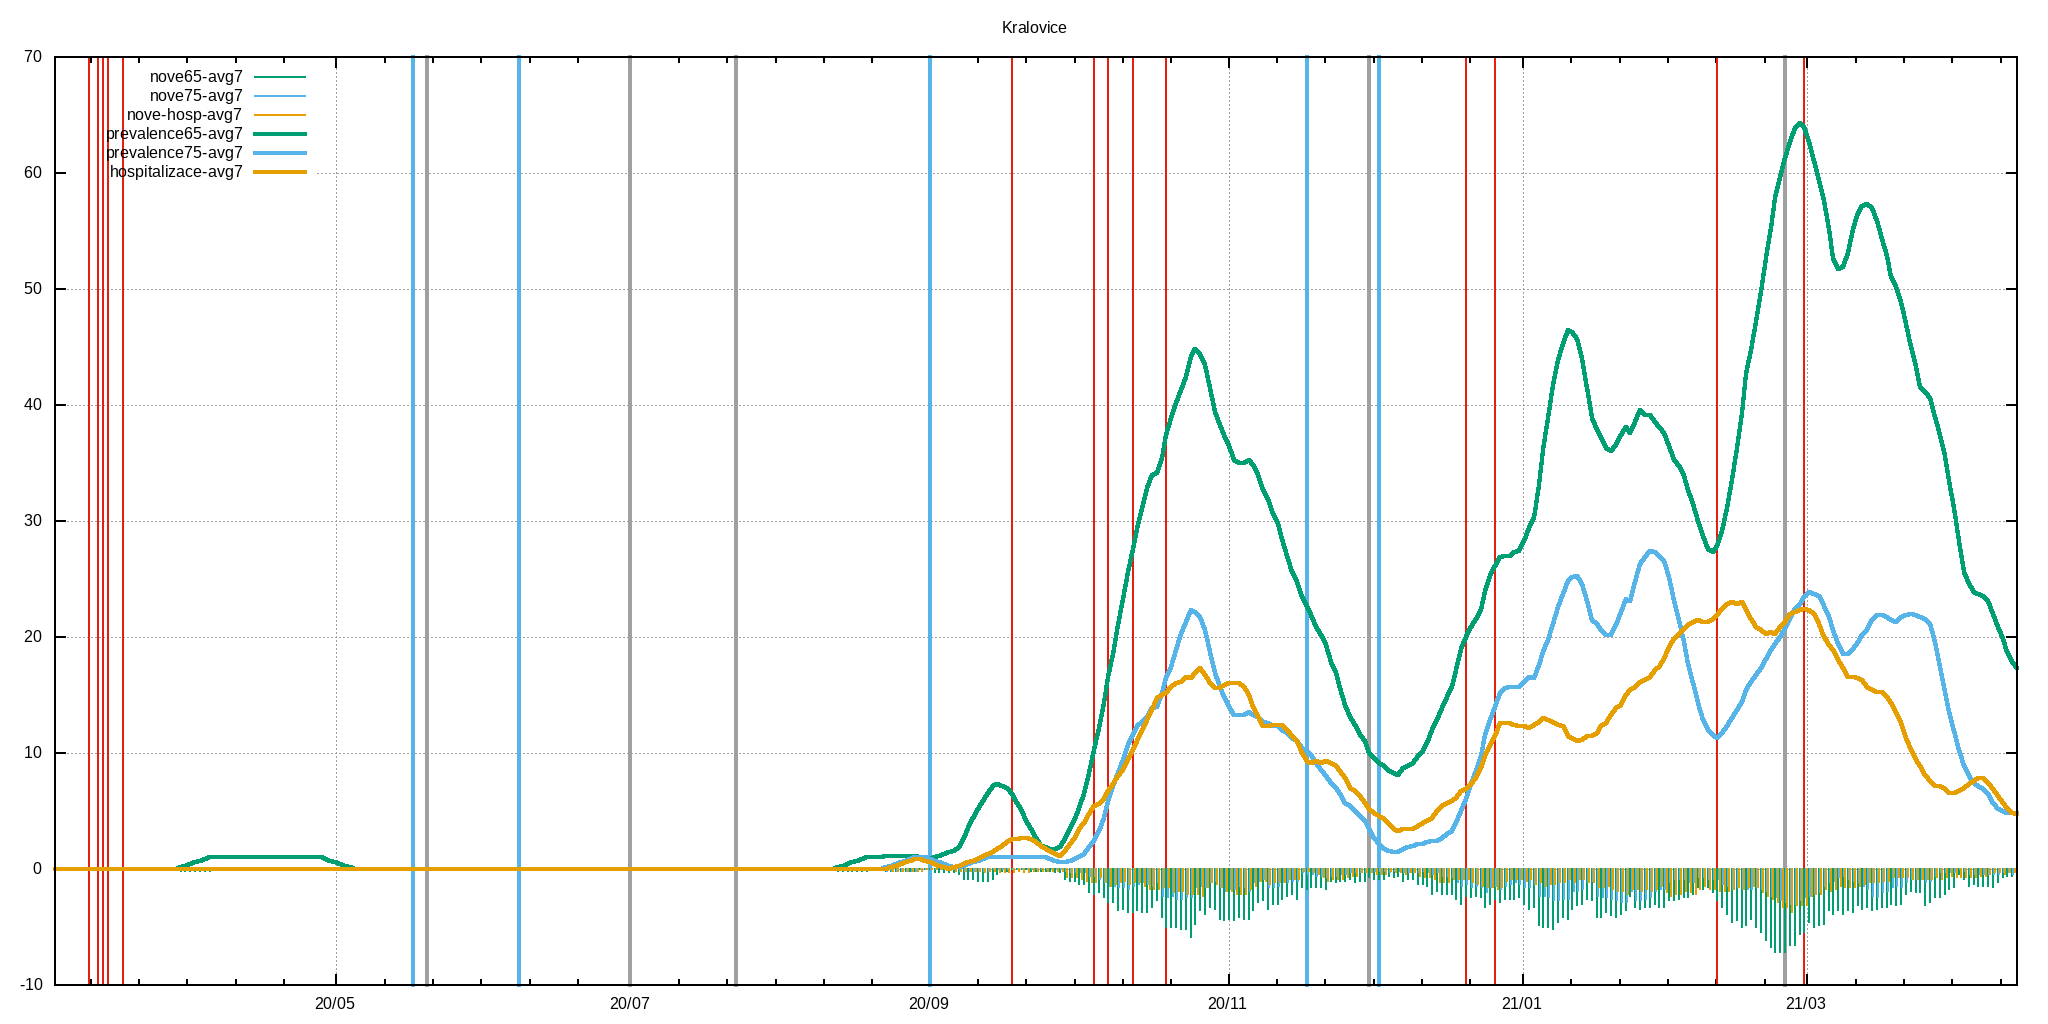 Kralovice
70
60
50
40
30
20
10
0
-10
nove65-avg7
nove75-avg7
nove-hosp-avg7
prevalence65-avg7
prevalence75-avg7
hospitalizace-avg7
20/05 20/07 20/09 20/11 21/01 21/03